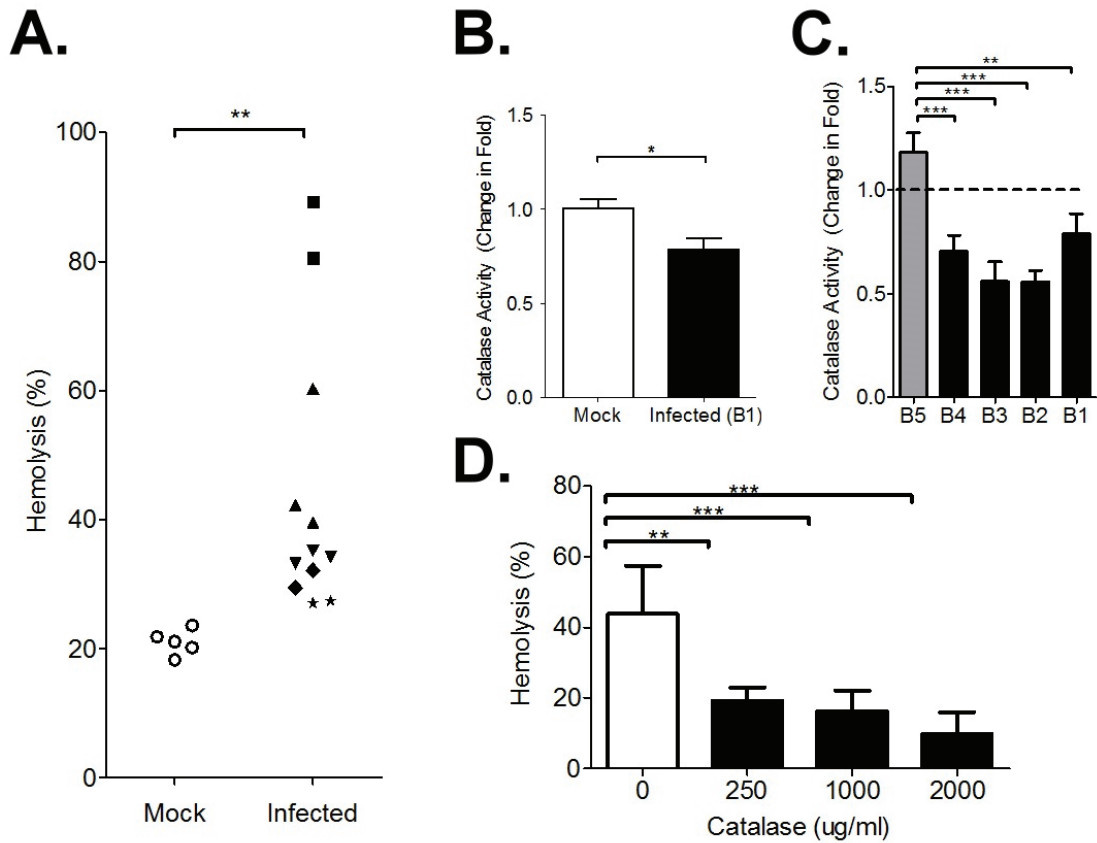 A.
**
100
80
60
40
20
0
Hemolysis (%)
Mock Infected
B.
Catalase Activity (Change in Fold)
1.5
1.0
0.5
0.0
*
Mock Infected (B1)
C.
Catalase Activity (Change in Fold)
1.5
1.0
0.5
0.0
**
***
***
***
B5 B4 B3 B2 B1
D.
Hemolysis (%)
80
60
40
20
0
***
***
**
0 250 1000 2000
Catalase (ug/ml)